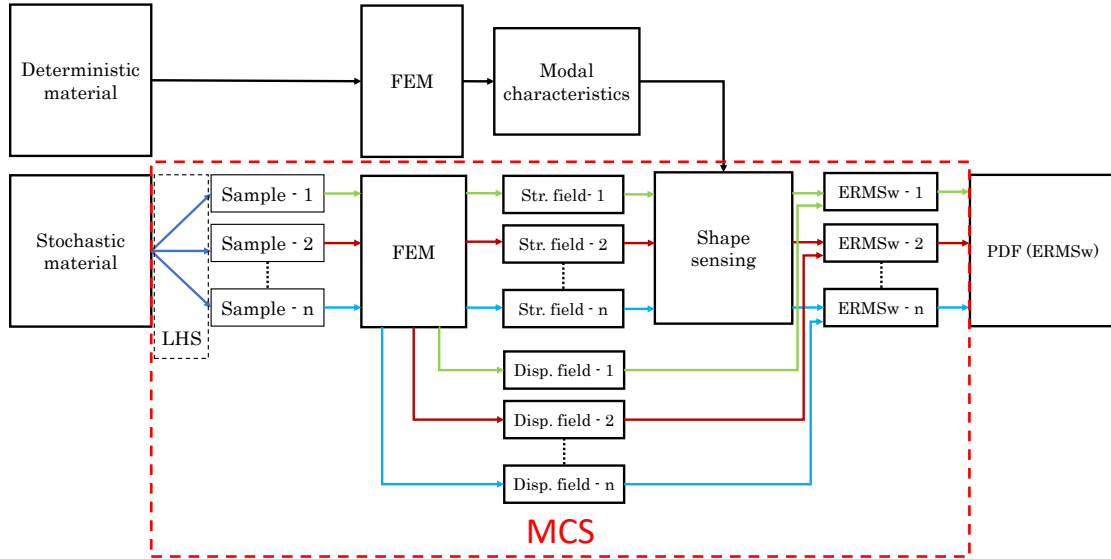 Deterministic
material
FEM
Modal
characteristics
Stochastic
material
LHS
Sample - 1
Sample - 2
Sample - n
FEM
Str. field- 1
Str. field - 2
Str. field - n
Shape
sensing
ERMSw - 1
ERMSw - 2
ERMSw - n
PDF (ERMSw)
Disp. field - 1
Disp. field - 2
Disp. field - n
MCS